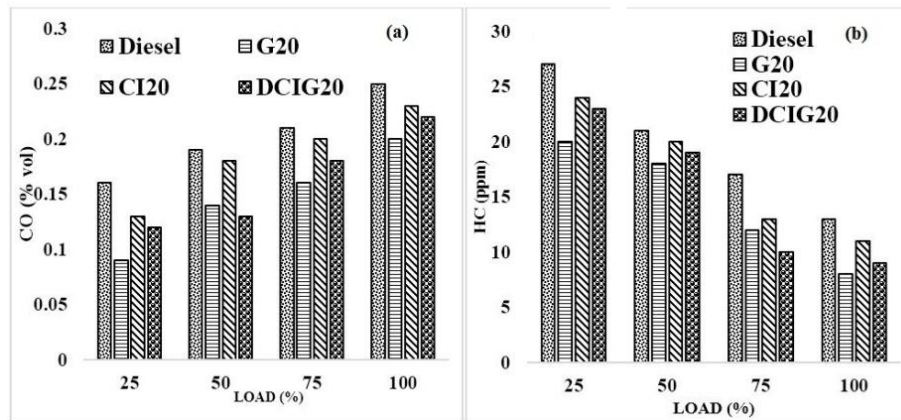 (a)
Diesel G20
CI20 DCIG20
0.3
0.25
0.2
0.15
0.1
0.05
0
CO (% vol)
25 50 75 100
LOAD (%)
(b)
Diesel
G20
CI20
DCIG20
30
25
20
15
10
5
0
HC (ppm)
25 50 75 100
LOAD (%)